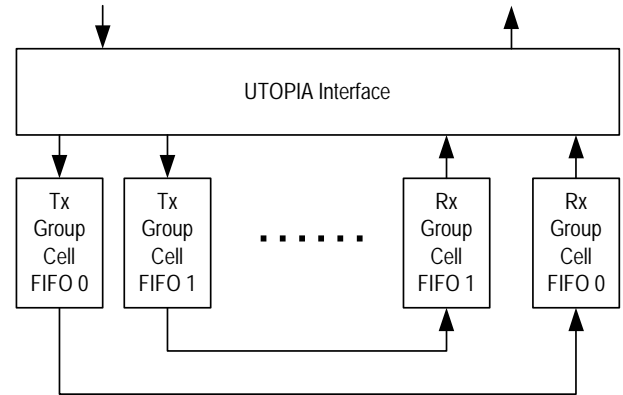 UTOPIA Interface
Tx
Group
Cell
FIFO 0
Tx
Group
Cell
FIFO 1
Rx
Group
Cell
FIFO 1
Rx
Group
Cell
FIFO 0